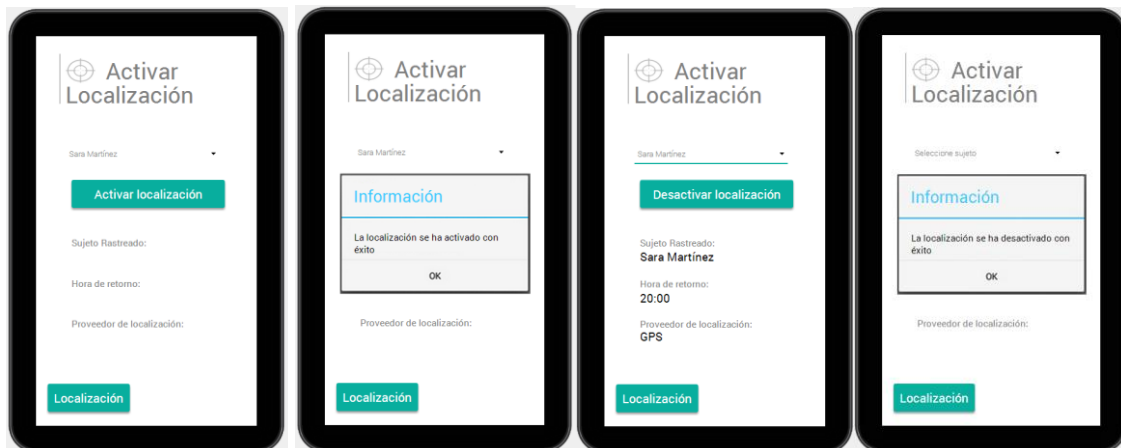 Activar
Localización
Sara Martínez
Activar localización
Sujeto Rastreado:
Hora de retorno:
Proveedor de localización:
Localización
Activar
Localización
Sara Martínez
Información
La localización se ha activado con
éxito
OK
Proveedor de localización:
Localización
Activar
Localización
Sara Martínez
Desactivar localización
Sujeto Rastreado:
Sara Martínez
Hora de retorno:
20:00
Proveedor de localización:
GPS
Localización
Activar
Localización
Seleccione sujeto
Información
La localización se ha desactivado con
éxito
OK
Proveedor de localización:
Localización